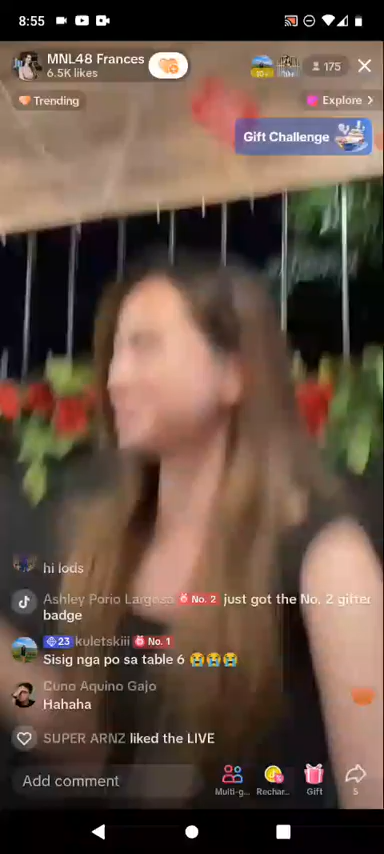 8:55
MNL48 Frances
6.5K likes
175
Trending
Explore >
Gift Challenge
hi lods
Ashley Porio Largoza No. 2 just got the No. 2 gifter
badge
23 kuletskiii No. 1
Sisig nga po sa table 6 😭😭😭
Cuno Aquino Gajo
Hahaha
SUPER ARNZ liked the LIVE
Add comment
Multi-g...
Rechar...
Gift
5